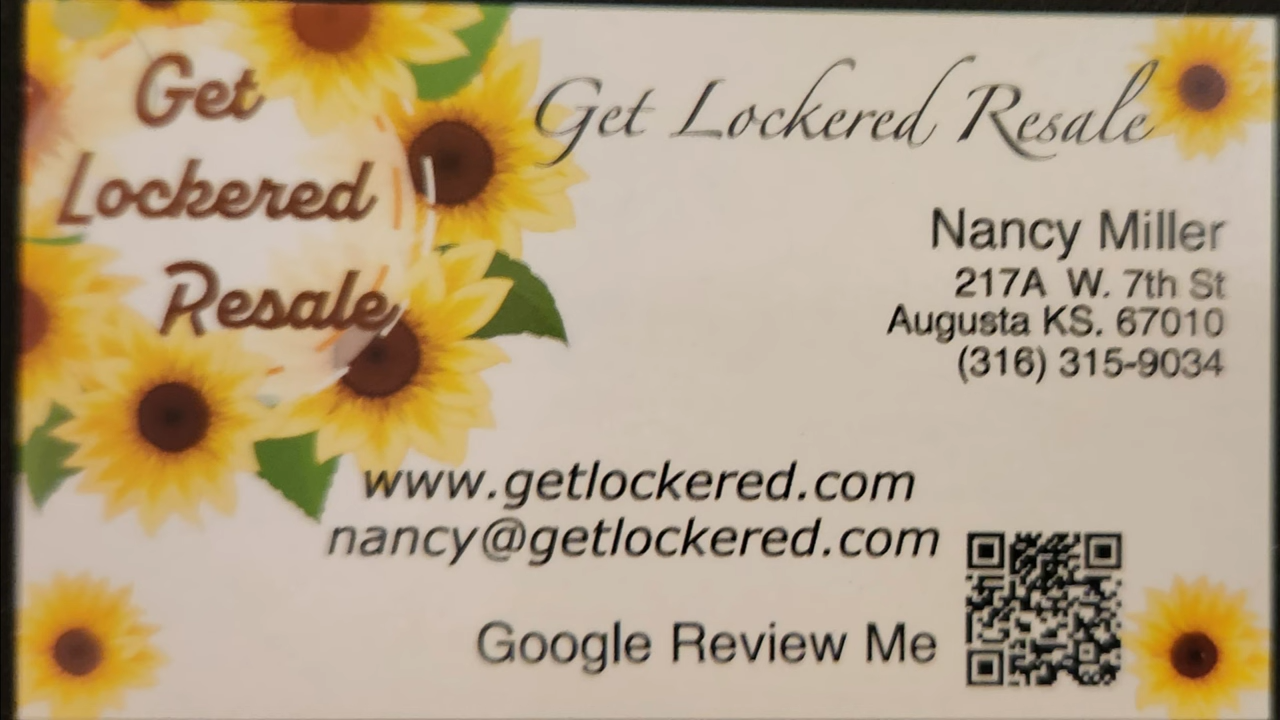 Get
Lockered
Resale
Get Lockered Resale
Nancy Miller
217A W. 7th St
Augusta KS. 67010
(316) 315-9034
www.getlockered.com
nancy@getlockered.com
Google Review Me